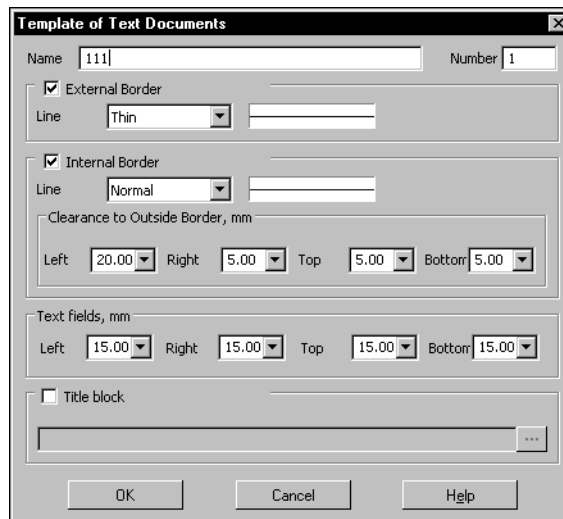 Template of Text Documents
Name 111 Number 1
External Border
Line Thin
Internal Border
Line Normal
Clearance to Outside Border, mm
Left 20.00 Right 5.00 Top 5.00 Bottom 5.00
Text fields, mm
Left 15.00 Right 15.00 Top 15.00 Bottom 15.00
Title block
...
OK Cancel Help